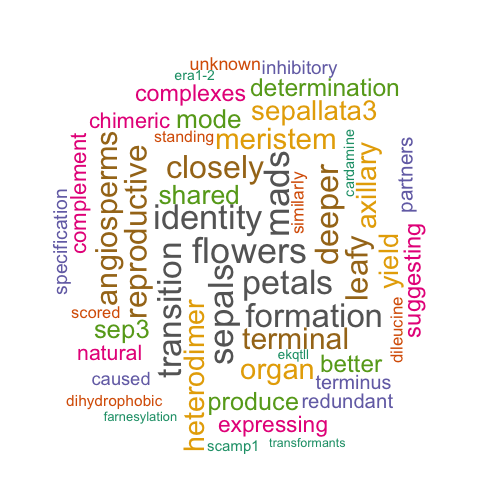 unknown
inhibitory
era1-2
complexes
determination
chimeric
mode
sepallata3
standing
meristem
complement
angiosperms
reproductive
closely
mads
similarly
cardamine
axillary
partners
shared
deeper
specification
identity
leafy
flowers
suggesting
transition
sepals
petals
yield
scored
formation
dileucine
sep3
heterodimer
terminal
natural
ekqtll
organ
better
caused
terminus
dihydrophobic
produce
redundant
farnesylation
expressing
scamp1
transformants